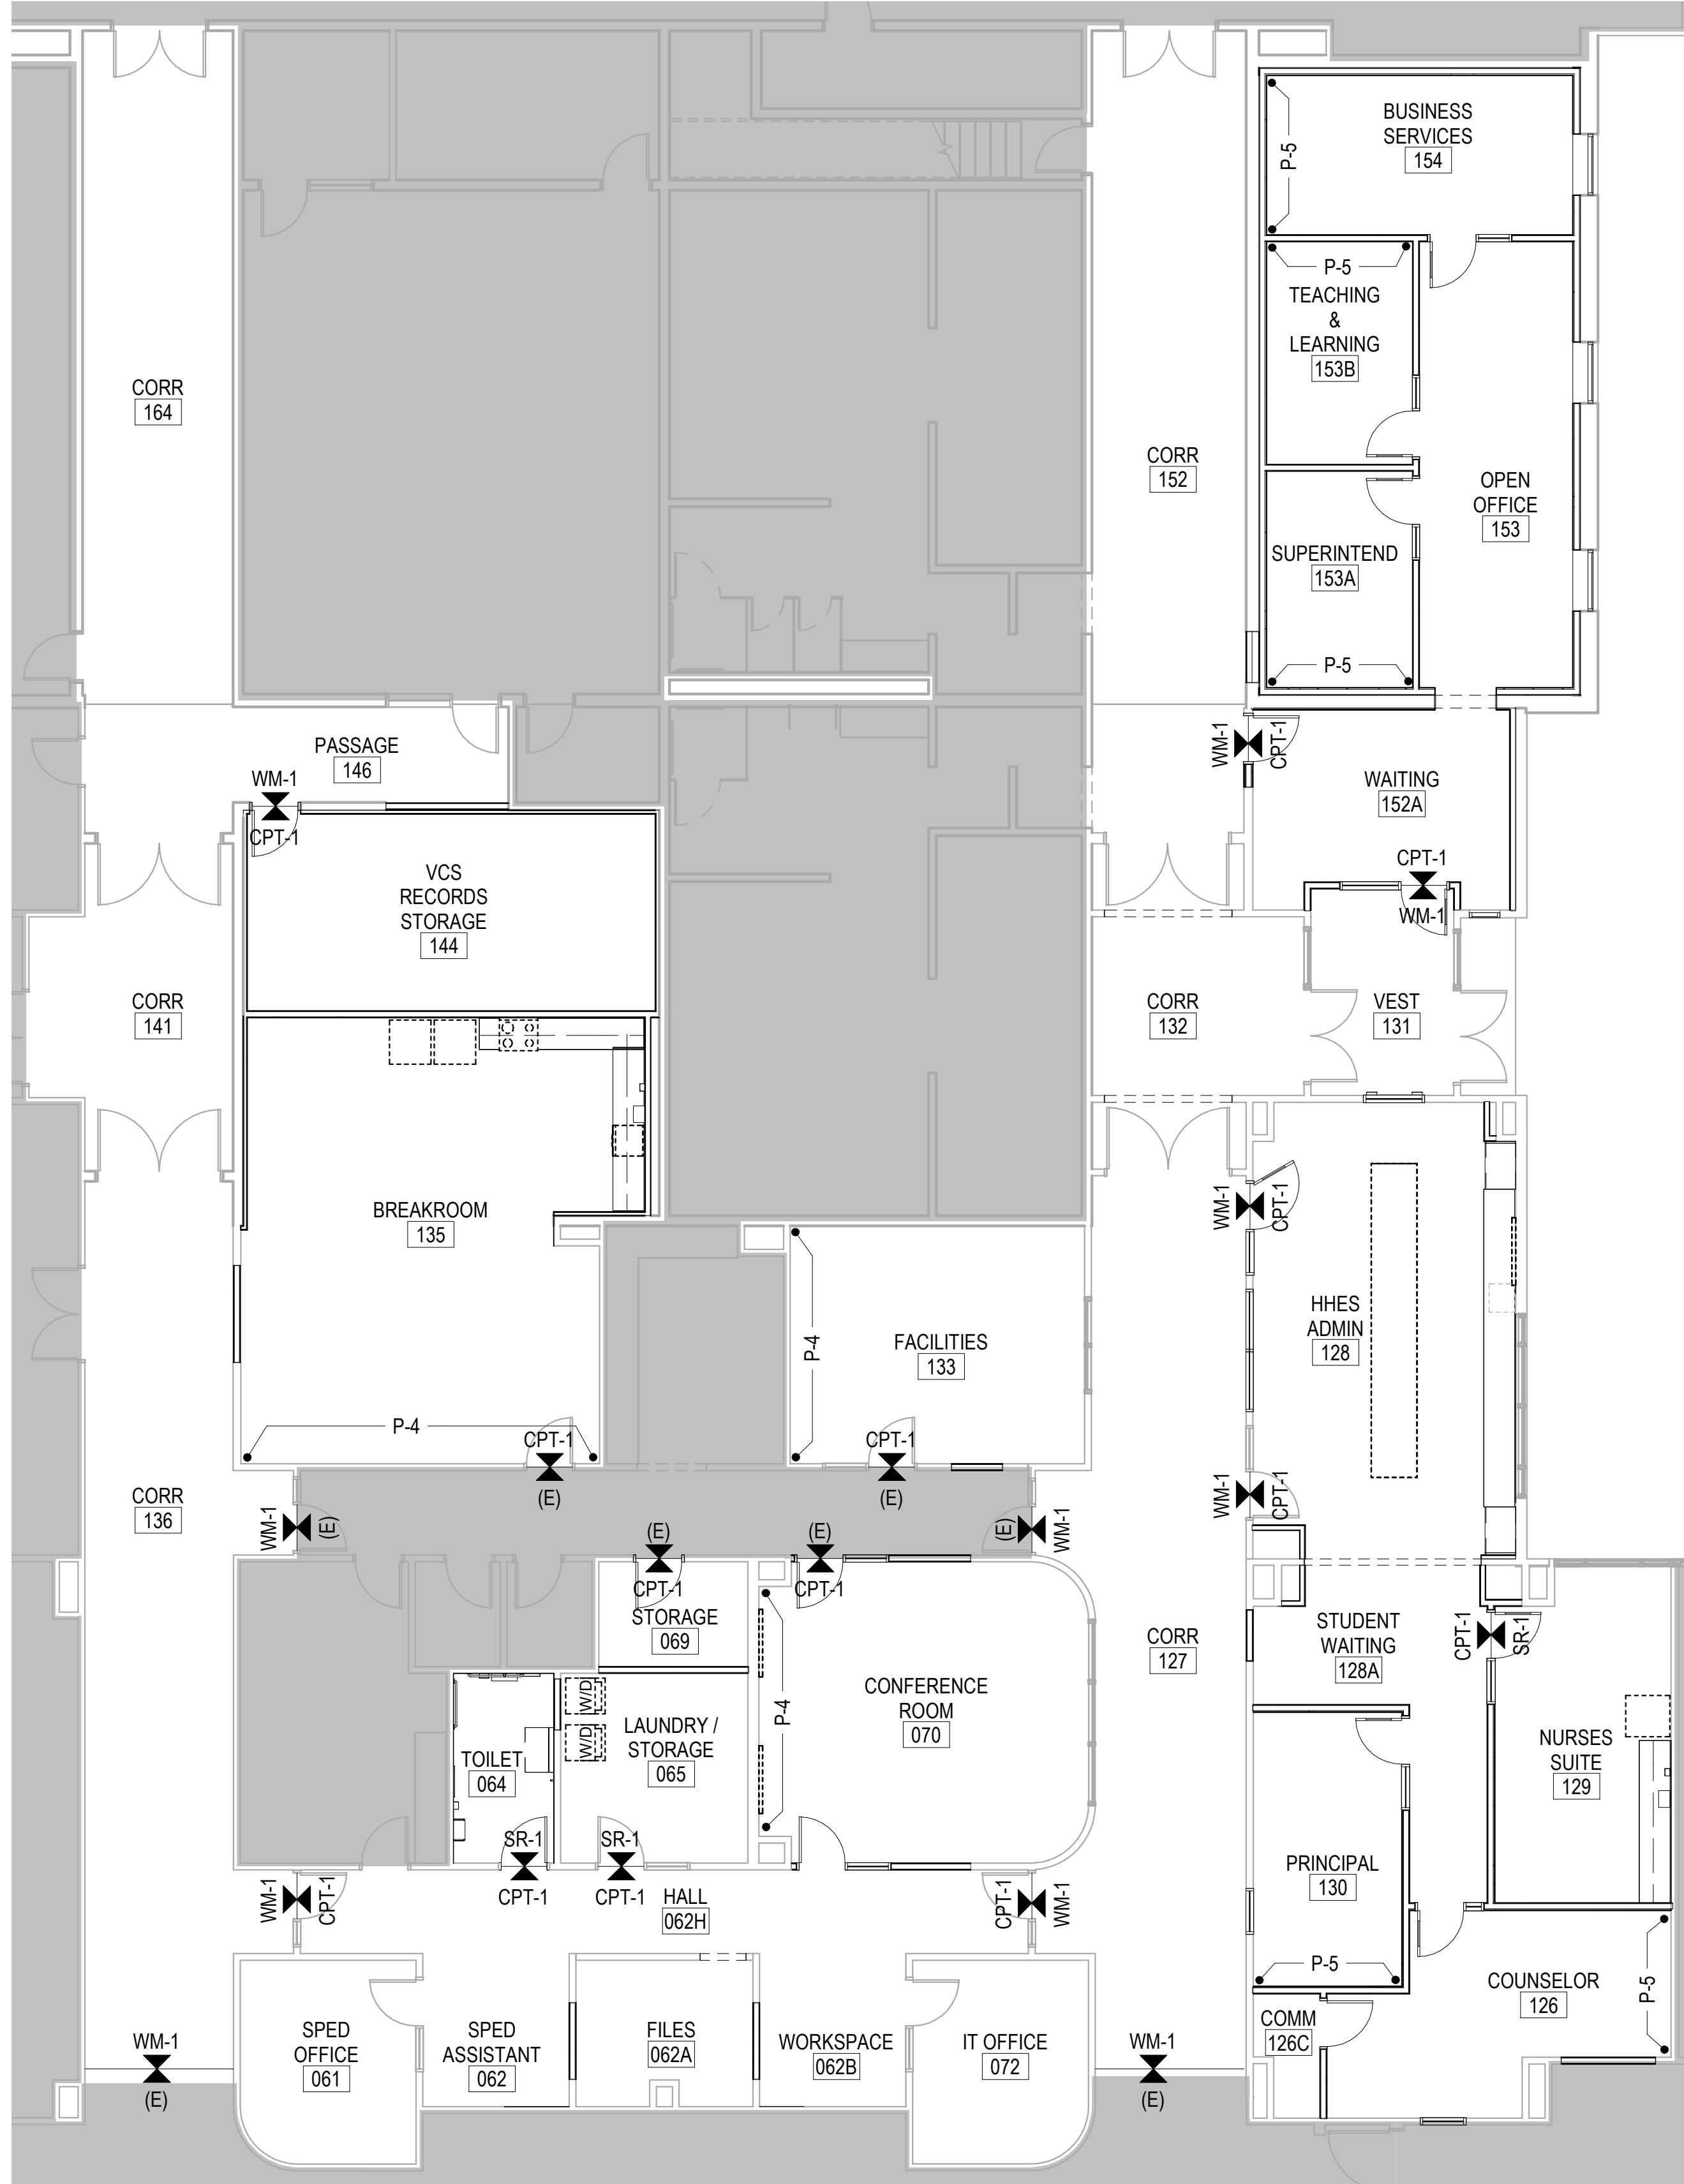 BUSINESS
SERVICES
154
P-5
P-5
TEACHING
&
LEARNING
153B
CORR
164
CORR
152
OPEN
OFFICE
153
SUPERINTEND
153A
P-5
PASSAGE
146
WM-1
CPT-1
WM-1
CPT-1
WAITING
152A
CPT-1
WM-1
VCS
RECORDS
STORAGE
144
CORR
141
CORR
132
VEST
131
BREAKROOM
135
WM-1
CPT-1
HHES
ADMIN
128
FACILITIES
133
P-4
P-4
CPT-1
(E)
CPT-1
(E)
WM-1
CPT-1
CORR
136
WM-1
(E)
(E)
WM-1
(E)
CPT-1
(E)
CPT-1
STORAGE
069
STUDENT
WAITING
128A
CPT-1
SR-1
CORR
127
CONFERENCE
ROOM
070
P-4
W/D
W/D
LAUNDRY /
STORAGE
065
TOILET
064
NURSES
SUITE
129
SR-1
CPT-1
SR-1
CPT-1
PRINCIPAL
130
P-5
WM-1
CPT-1
HALL
062H
CPT-1
WM-1
COUNSELOR
126
P-5
COMM
126C
SPED
OFFICE
061
SPED
ASSISTANT
062
FILES
062A
WORKSPACE
062B
IT OFFICE
072
WM-1
(E)
WM-1
(E)